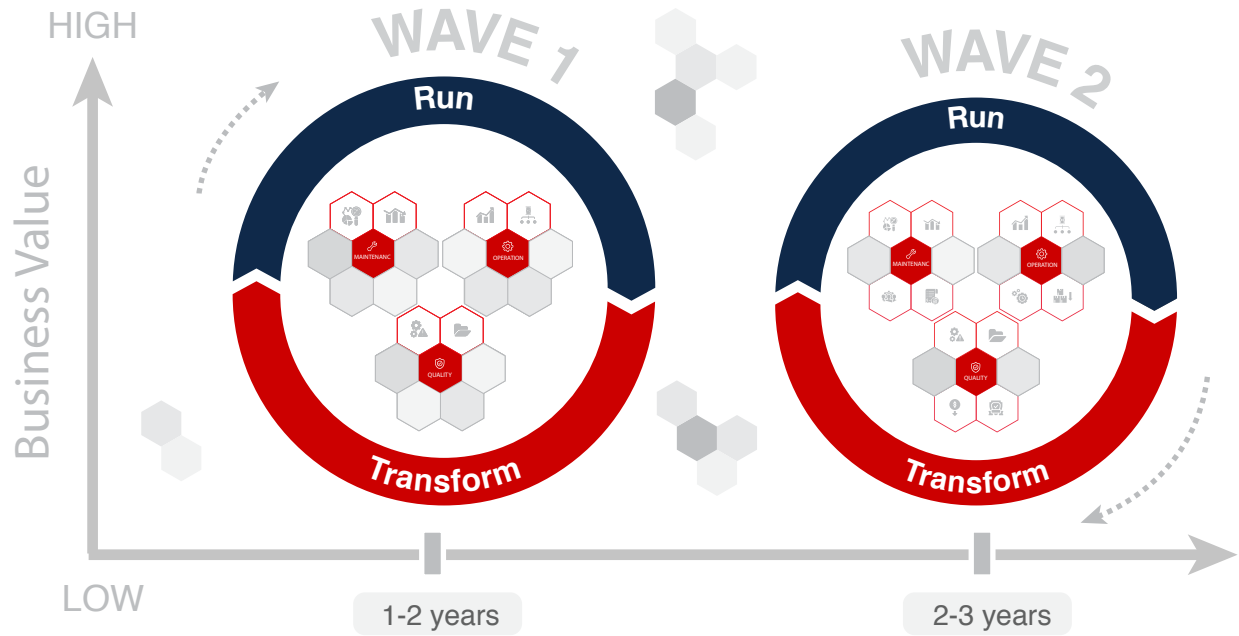 HIGH
WAVE 1
WAVE 2
Run
Run
Business Value
MAINTENANC
OPERATION
QUALITY
MAINTENANC
OPERATION
QUALITY
Transform
Transform
LOW
1-2 years
2-3 years